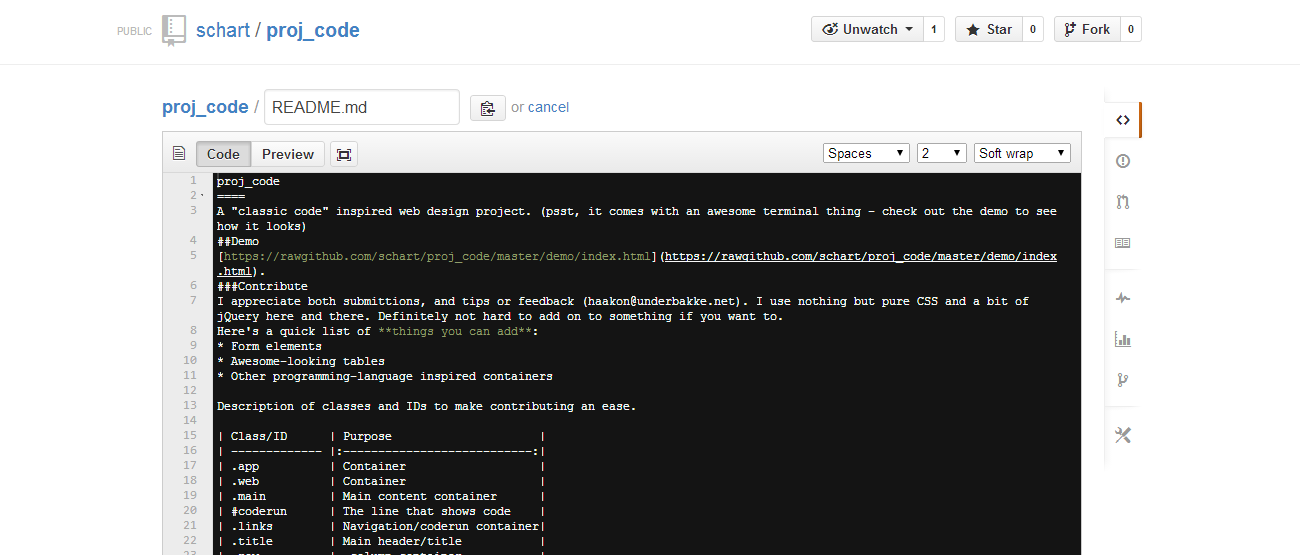 PUBLIC schart / proj_code Unwatch 1 Star 0 Fork 0
proj_code / README.md or cancel
Code Preview Spaces 2 Soft wrap
1 proj_code
2 ====
3 A "classic code" inspired web design project. (psst, it comes with an awesome terminal thing - check out the demo to see
how it looks)
4 ##Demo
5 [https://rawgithub.com/schart/proj_code/master/demo/index.html](https://rawgithub.com/schart/proj_code/master/demo/index
.html).
6 ###Contribute
7 I appreciate both submittions, and tips or feedback (haakon@underbakke.net). I use nothing but pure CSS and a bit of
jQuery here and there. Definitely not hard to add on to something if you want to.
8 Here's a quick list of **things you can add**:
9 * Form elements
10 * Awesome-looking tables
11 * Other programming-language inspired containers
12
13 Description of classes and IDs to make contributing an ease.
14
15 | Class/ID | Purpose |
16 | ------------- |:---------------------------:|
17 | .app | Container |
18 | .web | Container |
19 | .main | Main content container |
20 | #coderun | The line that shows code |
21 | .links | Navigation/coderun container|
22 | .title | Main header/title |